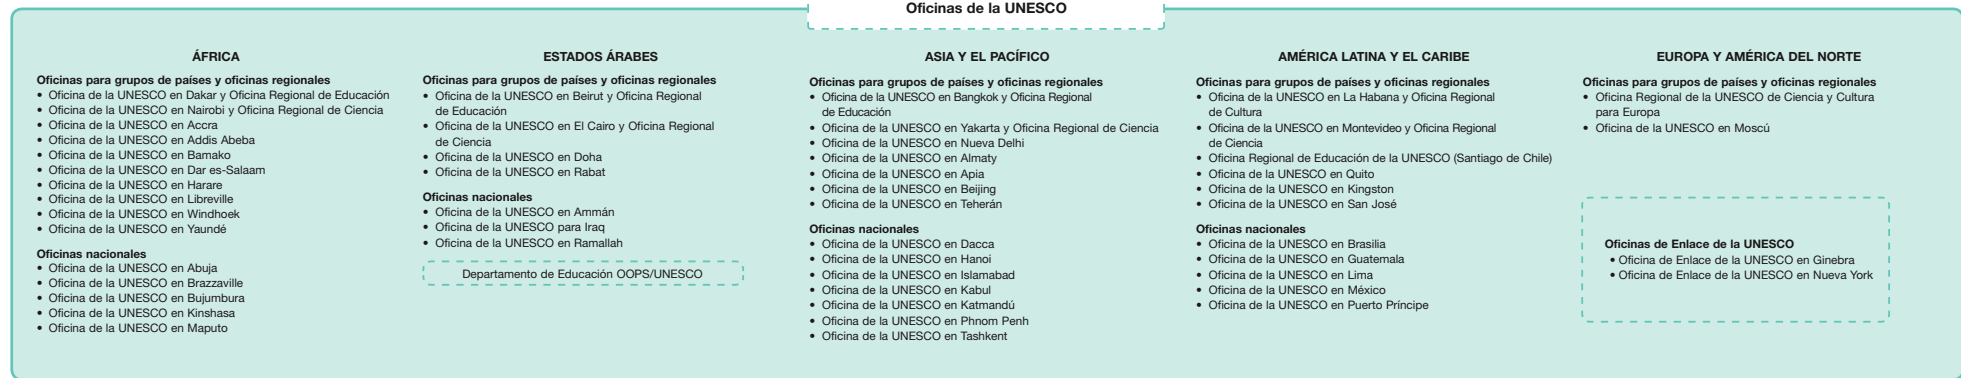 Oficinas de la UNESCO
ÁFRICA
Oficinas para grupos de países y oficinas regionales
• Oficina de la UNESCO en Dakar y Oficina Regional de Educación
• Oficina de la UNESCO en Nairobi y Oficina Regional de Ciencia
• Oficina de la UNESCO en Accra
• Oficina de la UNESCO en Addis Abeba
• Oficina de la UNESCO en Bamako
• Oficina de la UNESCO en Dar es-Salaam
• Oficina de la UNESCO en Harare
• Oficina de la UNESCO en Libreville
• Oficina de la UNESCO en Windhoek
• Oficina de la UNESCO en Yaundé
Oficinas nacionales
• Oficina de la UNESCO en Abuja
• Oficina de la UNESCO en Brazzaville
• Oficina de la UNESCO en Bujumbura
• Oficina de la UNESCO en Kinshasa
• Oficina de la UNESCO en Maputo
ESTADOS ÁRABES
Oficinas para grupos de países y oficinas regionales
• Oficina de la UNESCO en Beirut y Oficina Regional
de Educación
• Oficina de la UNESCO en El Cairo y Oficina Regional
de Ciencia
• Oficina de la UNESCO en Doha
• Oficina de la UNESCO en Rabat
Oficinas nacionales
• Oficina de la UNESCO en Ammán
• Oficina de la UNESCO para Iraq
• Oficina de la UNESCO en Ramallah
Departamento de Educación OOPS/UNESCO
ASIA Y EL PACÍFICO
Oficinas para grupos de países y oficinas regionales
• Oficina de la UNESCO en Bangkok y Oficina Regional
de Educación
• Oficina de la UNESCO en Yakarta y Oficina Regional de Ciencia
• Oficina de la UNESCO en Nueva Delhi
• Oficina de la UNESCO en Almaty
• Oficina de la UNESCO en Apia
• Oficina de la UNESCO en Beijing
• Oficina de la UNESCO en Teherán
Oficinas nacionales
• Oficina de la UNESCO en Dacca
• Oficina de la UNESCO en Hanoi
• Oficina de la UNESCO en Islamabad
• Oficina de la UNESCO en Kabul
• Oficina de la UNESCO en Katmandú
• Oficina de la UNESCO en Phnom Penh
• Oficina de la UNESCO en Tashkent
AMÉRICA LATINA Y EL CARIBE
Oficinas para grupos de países y oficinas regionales
• Oficina de la UNESCO en La Habana y Oficina Regional
de Cultura
• Oficina de la UNESCO en Montevideo y Oficina Regional
de Ciencia
• Oficina Regional de Educación de la UNESCO (Santiago de Chile)
• Oficina de la UNESCO en Quito
• Oficina de la UNESCO en Kingston
• Oficina de la UNESCO en San José
Oficinas nacionales
• Oficina de la UNESCO en Brasilia
• Oficina de la UNESCO en Guatemala
• Oficina de la UNESCO en Lima
• Oficina de la UNESCO en México
• Oficina de la UNESCO en Puerto Príncipe
EUROPA Y AMÉRICA DEL NORTE
Oficinas para grupos de países y oficinas regionales
• Oficina Regional de la UNESCO de Ciencia y Cultura
para Europa
• Oficina de la UNESCO en Moscú
Oficinas de Enlace de la UNESCO
• Oficina de Enlace de la UNESCO en Ginebra
• Oficina de Enlace de la UNESCO en Nueva York